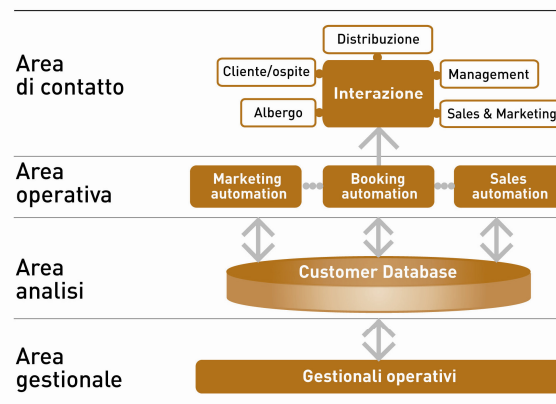 Area
di contatto
Distribuzione
Cliente/ospite
Management
Interazione
Albergo
Sales & Marketing
Area
operativa
Marketing
automation
Booking
automation
Sales
automation
Area
analisi
Customer Database
Area
gestionale
Gestionali operativi